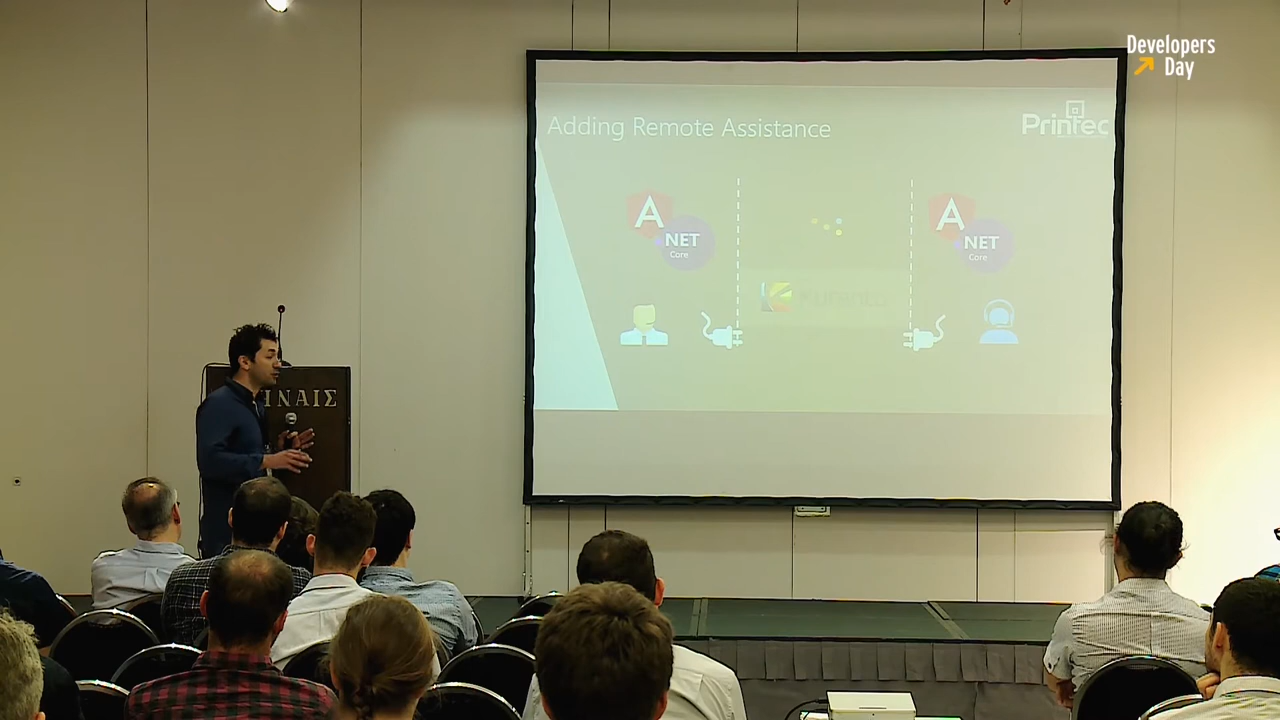 Developers
Day
Adding Remote Assistance
Printec
A
NET
Core
A
NET
Core
ΙΝΑΙΣ